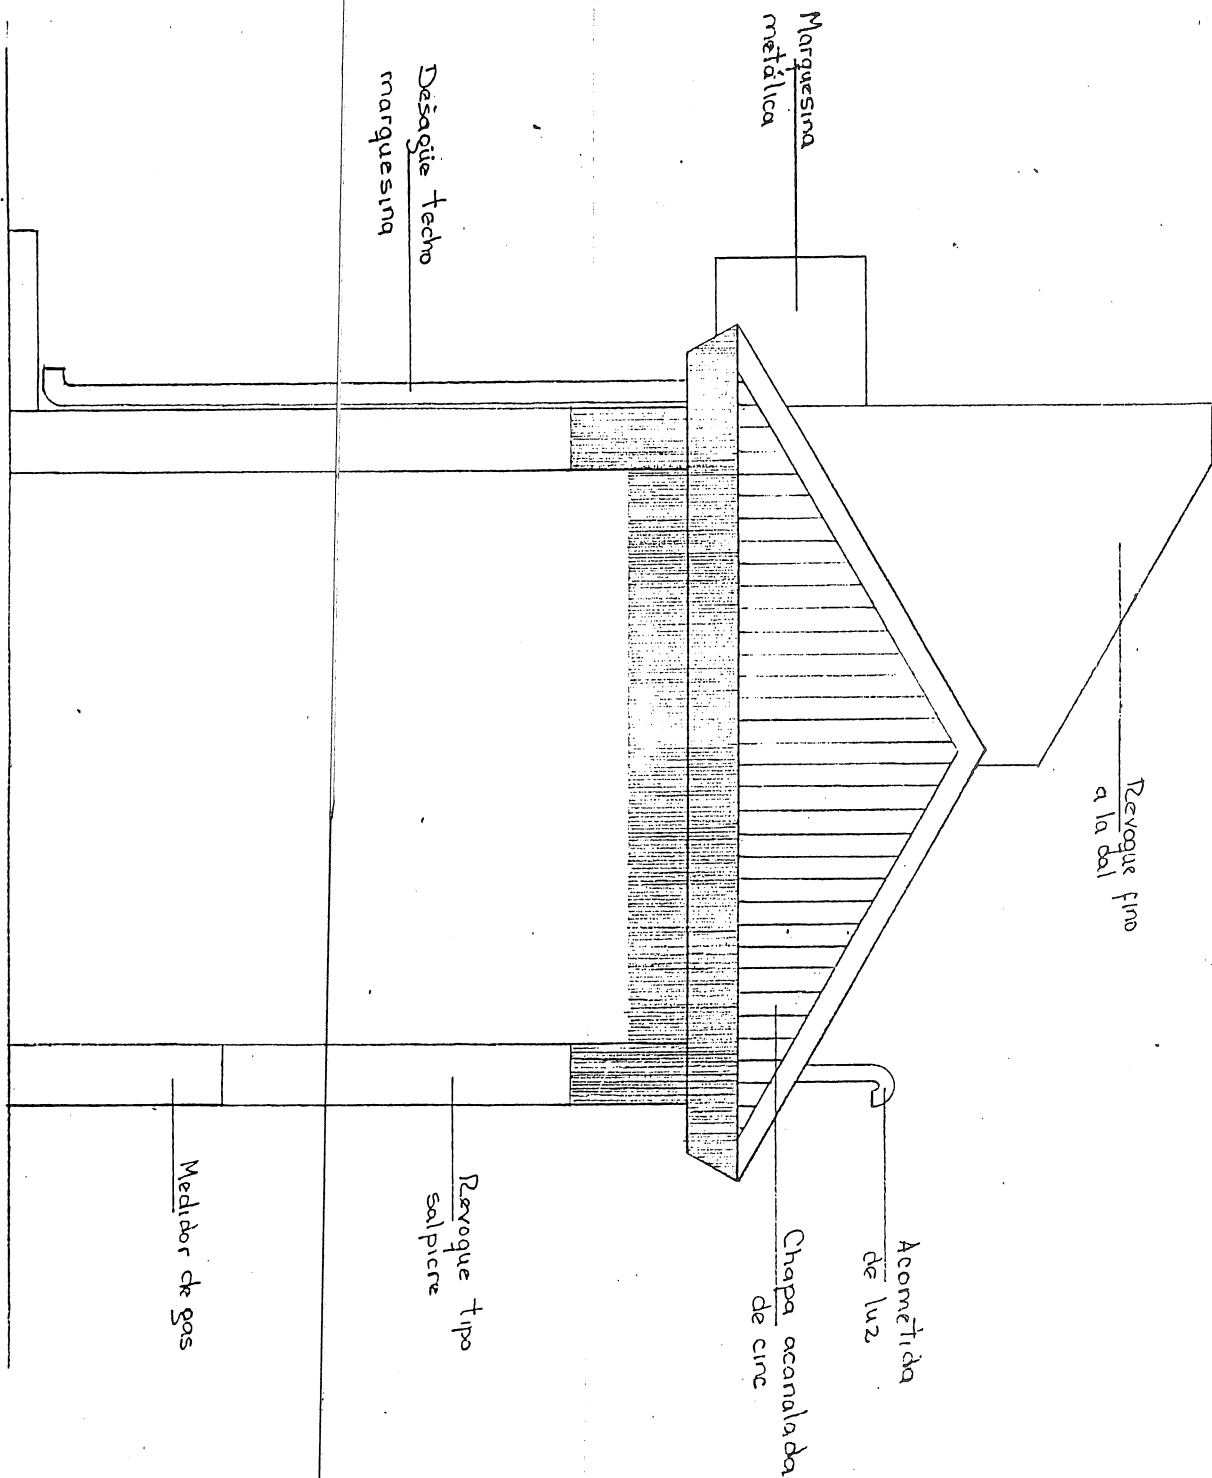 Revoque fino
a la cal
Marquesina
metálica
Acometida
de luz
Chapa acanalada
de cinc
Desagüe techo
marquesina
Revoque tipo
salpicre
Medidor de gas